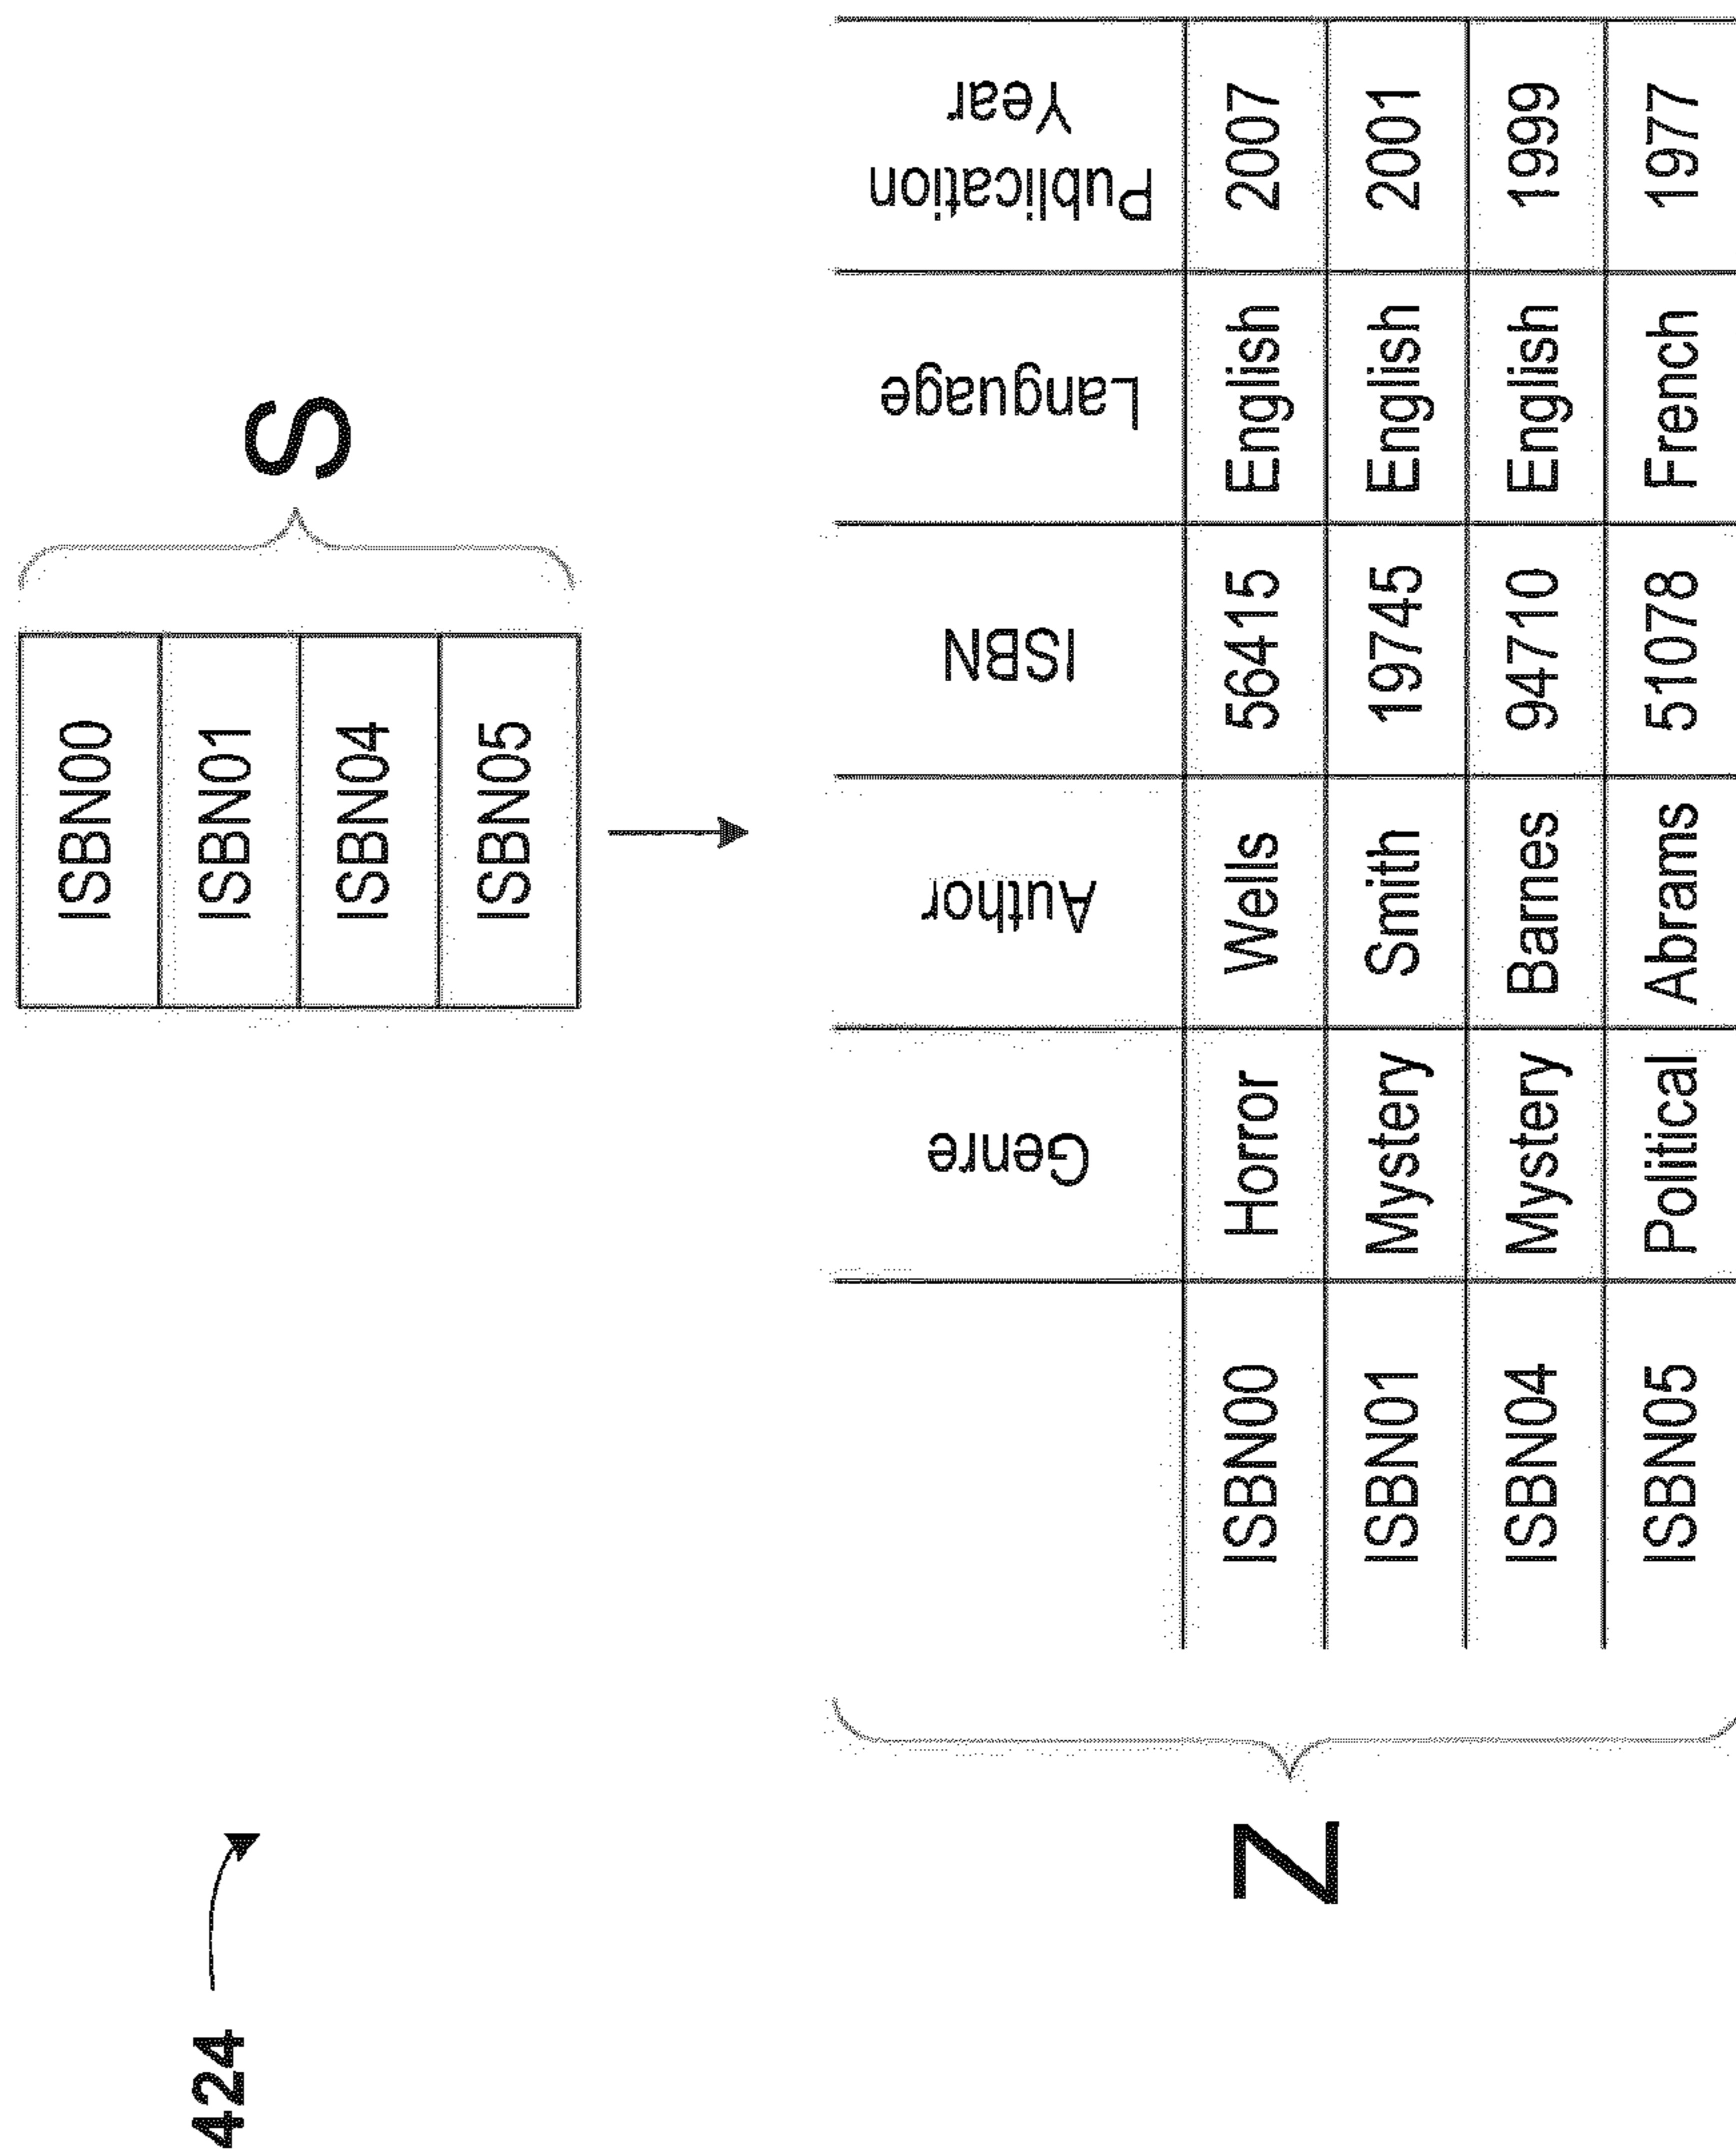 424
S
ISBN00
ISBN01
ISBN04
ISBN05
Z
Genre Author ISBN Language Publication
Year
ISBN00 Horror Wells 56415 English 2007
ISBN01 Mystery Smith 19745 English 2001
ISBN04 Mystery Barnes 94710 English 1999
ISBN05 Political Abrams 51078 French 1977